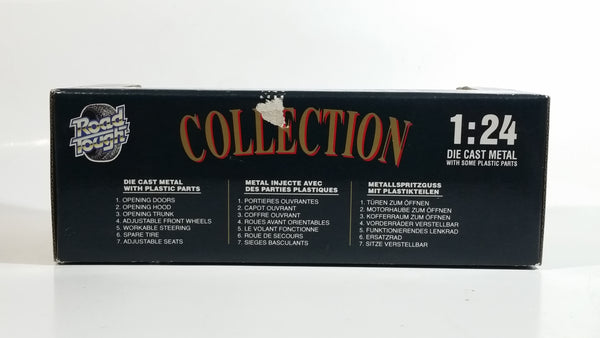 Road
Tough
COLLECTION
1:24
DIE CAST METAL
WITH SOME PLASTIC PARTS
DIE CAST METAL
WITH PLASTIC PARTS
1. OPENING DOORS
2. OPENING HOOD
3. OPENING TRUNK
4. ADJUSTABLE FRONT WHEELS
5. WORKABLE STEERING
6. SPARE TIRE
7. ADJUSTABLE SEATS
METAL INJECTE AVEC
DES PARTIES PLASTIQUES
1. PORTIERES OUVRANTES
2. CAPOT OUVRANT
3. COFFRE OUVRANT
4. ROUES AVANT ORIENTABLES
5. LE VOLANT FONCTIONNE
6. ROUE DE SECOURS
7. SIEGES BASCULANTS
METALLSPRITZGUSS
MIT PLASTIKTEILEN
1. TÜREN ZUM ÖFFNEN
2. MOTORHAUBE ZUM ÖFFNEN
3. KOFFERRAUM ZUM ÖFFNEN
4. VORDERRÄDER VERSTELLBAR
5. FUNKTIONIERENDES LENKRAD
6. ERSATZRAD
7. SITZE VERSTELLBAR